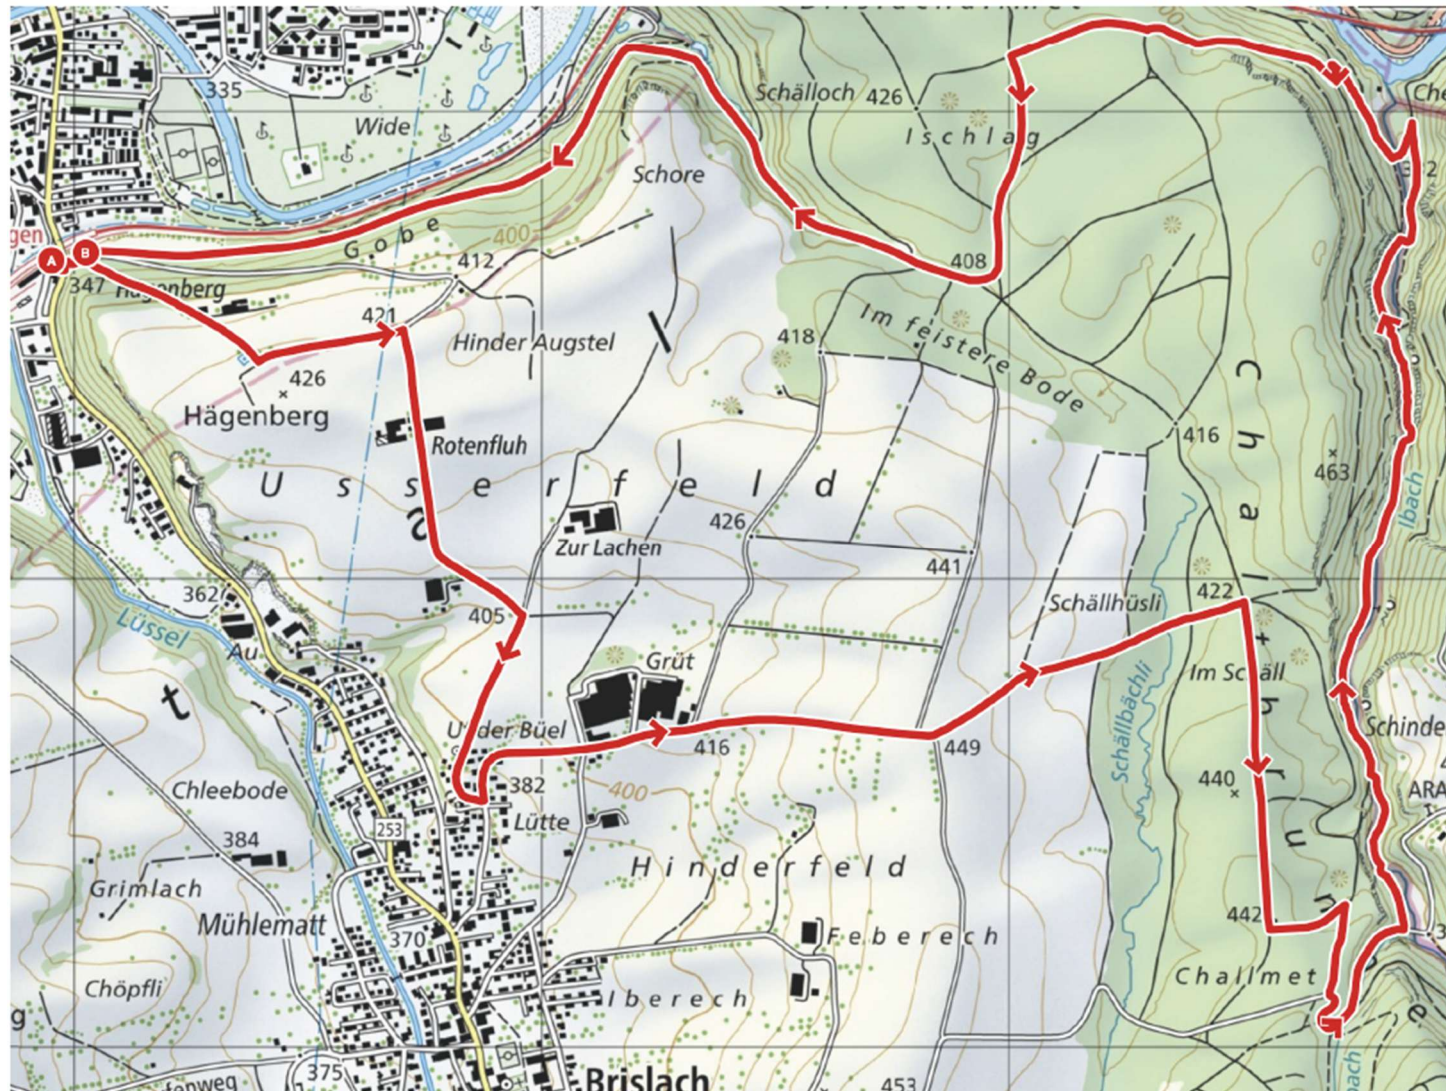 335
Wide
Schälloch
426
Ischlag
Schore
Gobe
400
412
408
A
B
347
Hägenberg
421
Hinder Augstel
418
Im feistere Bode
426
Hägenberg
Rotenfluh
416
463
Usserfeld
Challhrune
Ibach
426
Zur Lachen
441
362
405
422
Schällhüsli
Lüssel
Au
Grüt
Im Schäll
t
Under Büel
416
449
Schällbächli
382
440
ARA
Chleebode
400
Lütte
253
384
Hinderfeld
Grimlach
Mühlematt
442
370
Feberech
Challmet
Chöpfli
Iberech
375
Brislach
453